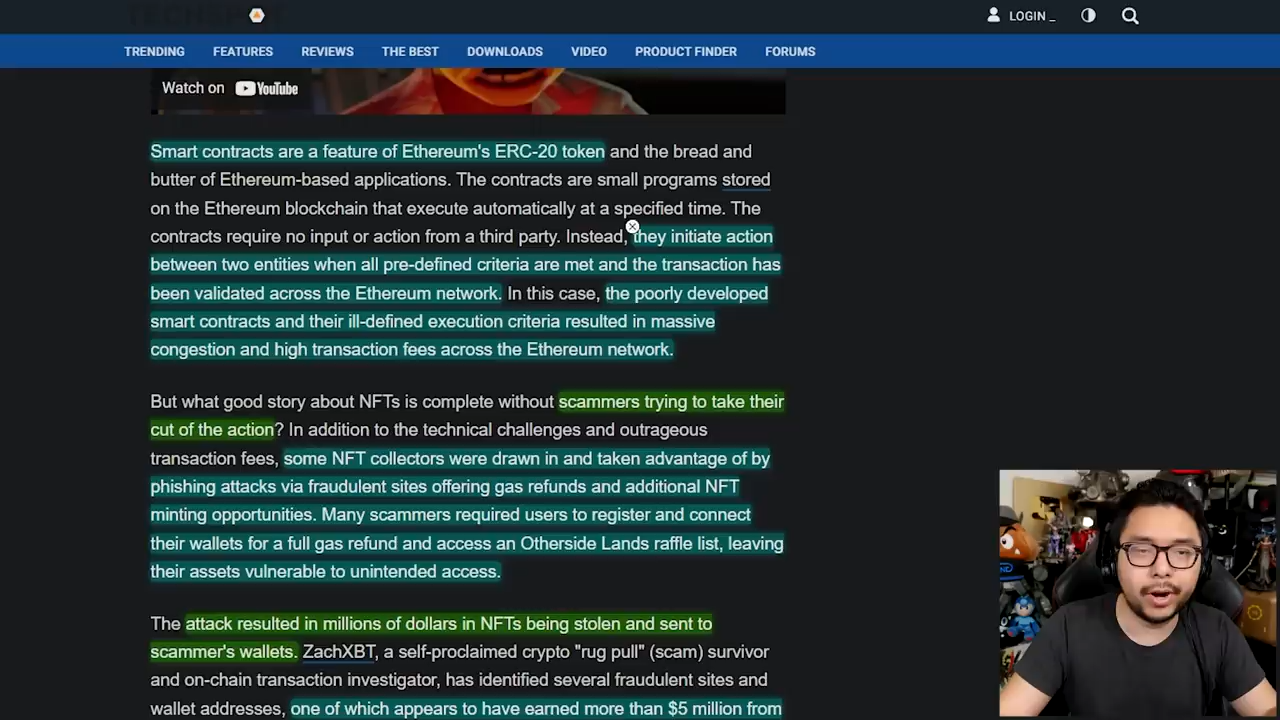 LOGIN _
TRENDING FEATURES REVIEWS THE BEST DOWNLOADS VIDEO PRODUCT FINDER FORUMS
Watch on YouTube
Smart contracts are a feature of Ethereum's ERC-20 token and the bread and
butter of Ethereum-based applications. The contracts are small programs stored
on the Ethereum blockchain that execute automatically at a specified time. The
contracts require no input or action from a third party. Instead, they initiate action
between two entities when all pre-defined criteria are met and the transaction has
been validated across the Ethereum network. In this case, the poorly developed
smart contracts and their ill-defined execution criteria resulted in massive
congestion and high transaction fees across the Ethereum network.
But what good story about NFTs is complete without scammers trying to take their
cut of the action? In addition to the technical challenges and outrageous
transaction fees, some NFT collectors were drawn in and taken advantage of by
phishing attacks via fraudulent sites offering gas refunds and additional NFT
minting opportunities. Many scammers required users to register and connect
their wallets for a full gas refund and access an Otherside Lands raffle list, leaving
their assets vulnerable to unintended access.
The attack resulted in millions of dollars in NFTs being stolen and sent to
scammer's wallets. ZachXBT, a self-proclaimed crypto "rug pull" (scam) survivor
and on-chain transaction investigator, has identified several fraudulent sites and
wallet addresses, one of which appears to have earned more than $5 million from